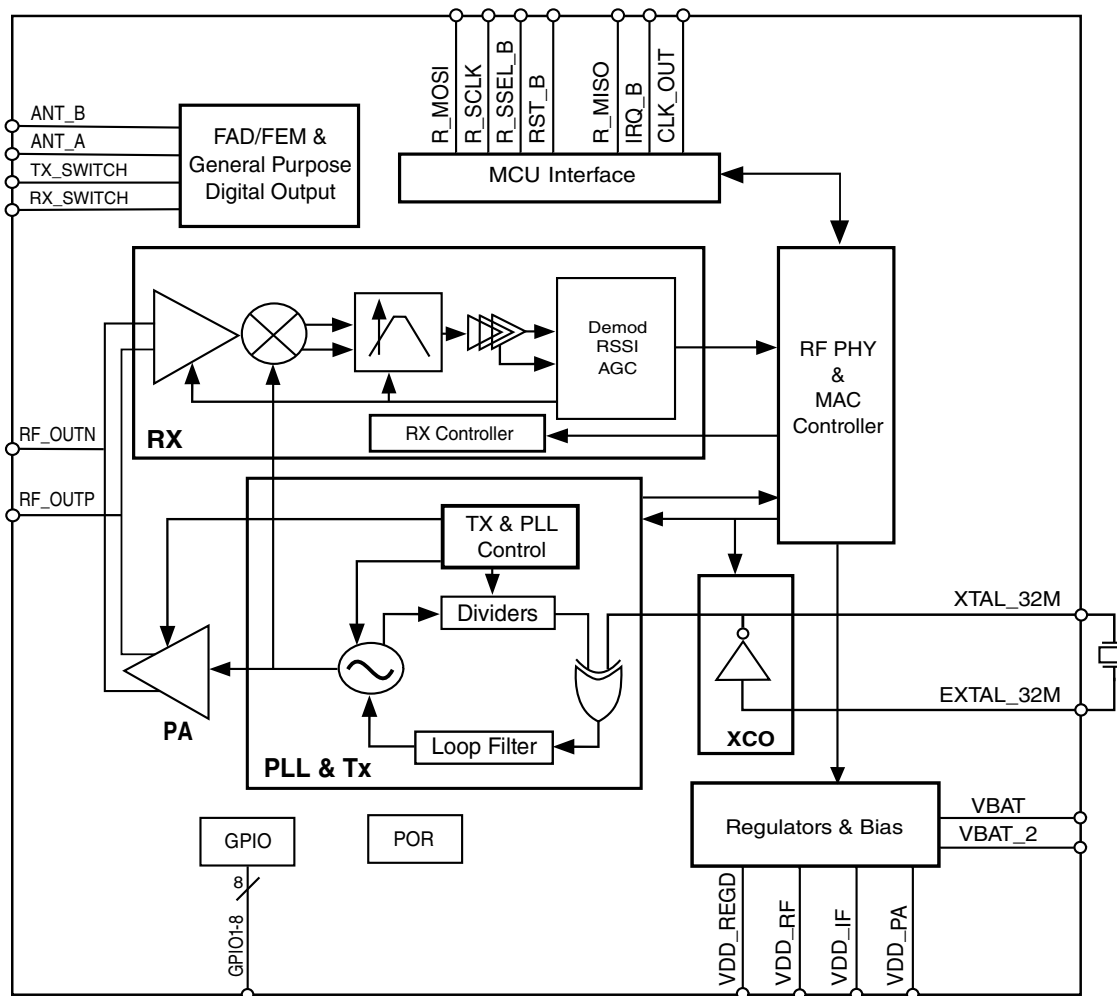 R_MOSI
R_SCLK
R_SSEL_B
RST_B
R_MISO
IRQ_B
CLK_OUT
ANT_B
ANT_A
TX_SWITCH
RX_SWITCH
FAD/FEM &
General Purpose
Digital Output
MCU Interface
Demod
RSSI
AGC
RF PHY
&
MAC
Controller
RX
RX Controller
RF_OUTN
RF_OUTP
TX & PLL
Control
Dividers
XTAL_32M
EXTAL_32M
PA
Loop Filter
XCO
PLL & Tx
Regulators & Bias
VBAT
VBAT_2
GPIO
POR
8
GPIO1-8
VDD_REGD
VDD_RF
VDD_IF
VDD_PA